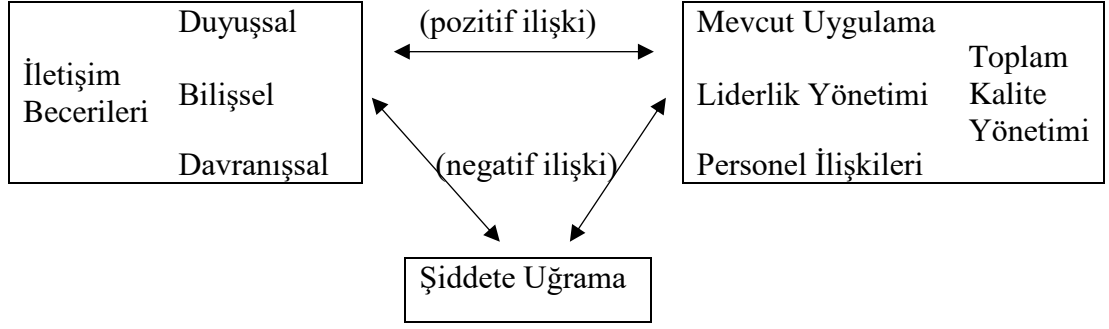 Duyuşsal
İletişim
Becerileri
Bilişsel
Davranışsal
(pozitif ilişki)
(negatif ilişki)
Mevcut Uygulama
Liderlik Yönetimi
Personel İlişkileri
Toplam
Kalite
Yönetimi
Şiddete Uğrama